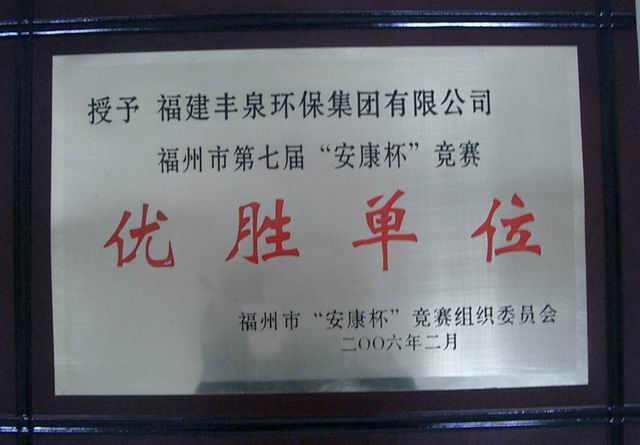 授予 福建丰泉环保集团有限公司
福州市第七届“安康杯”竞赛
优胜单位
福州市“安康杯”竞赛组织委员会
二〇〇六年二月